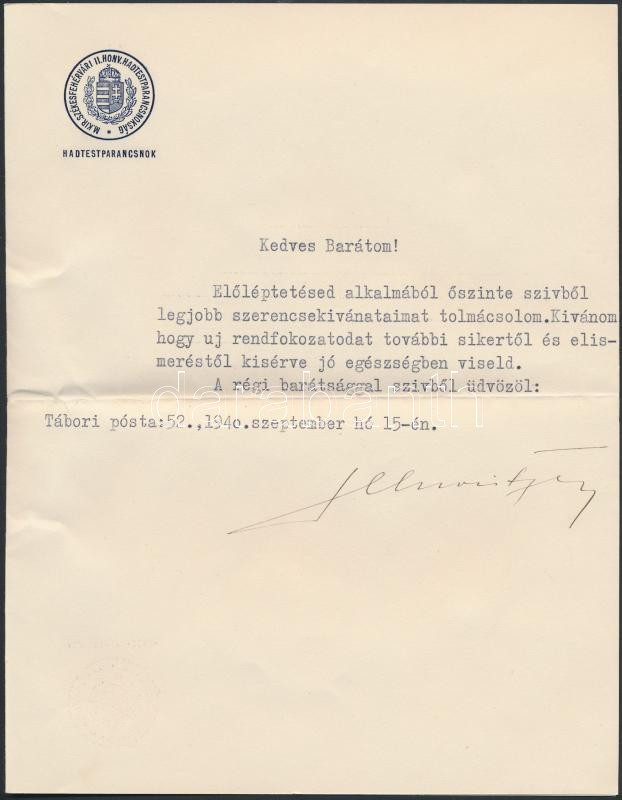 M.KIR.SZÉKESFEHÉRVÁRI II.HONV.HADTESTPARANCSNOKSÁG
HADTESTPARANCSNOK
Kedves Barátom!
Előléptetésed alkalmából őszinte szivből
legjobb szerencsekivánataimat tolmácsolom.Kivánom
hogy uj rendfokozatodat további sikertől és elis-
meréstől kisérve jó egészségben viseld.
A régi barátsággal szivből üdvözöl:
darabanth
Tábori pósta:52.,194o.szeptember hó 15-én.